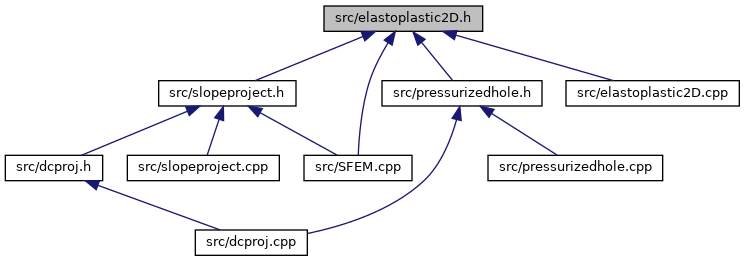 src/elastoplastic2D.h
src/slopeproject.h
src/pressurizedhole.h
src/elastoplastic2D.cpp
src/dcproj.h
src/slopeproject.cpp
src/SFEM.cpp
src/pressurizedhole.cpp
src/dcproj.cpp